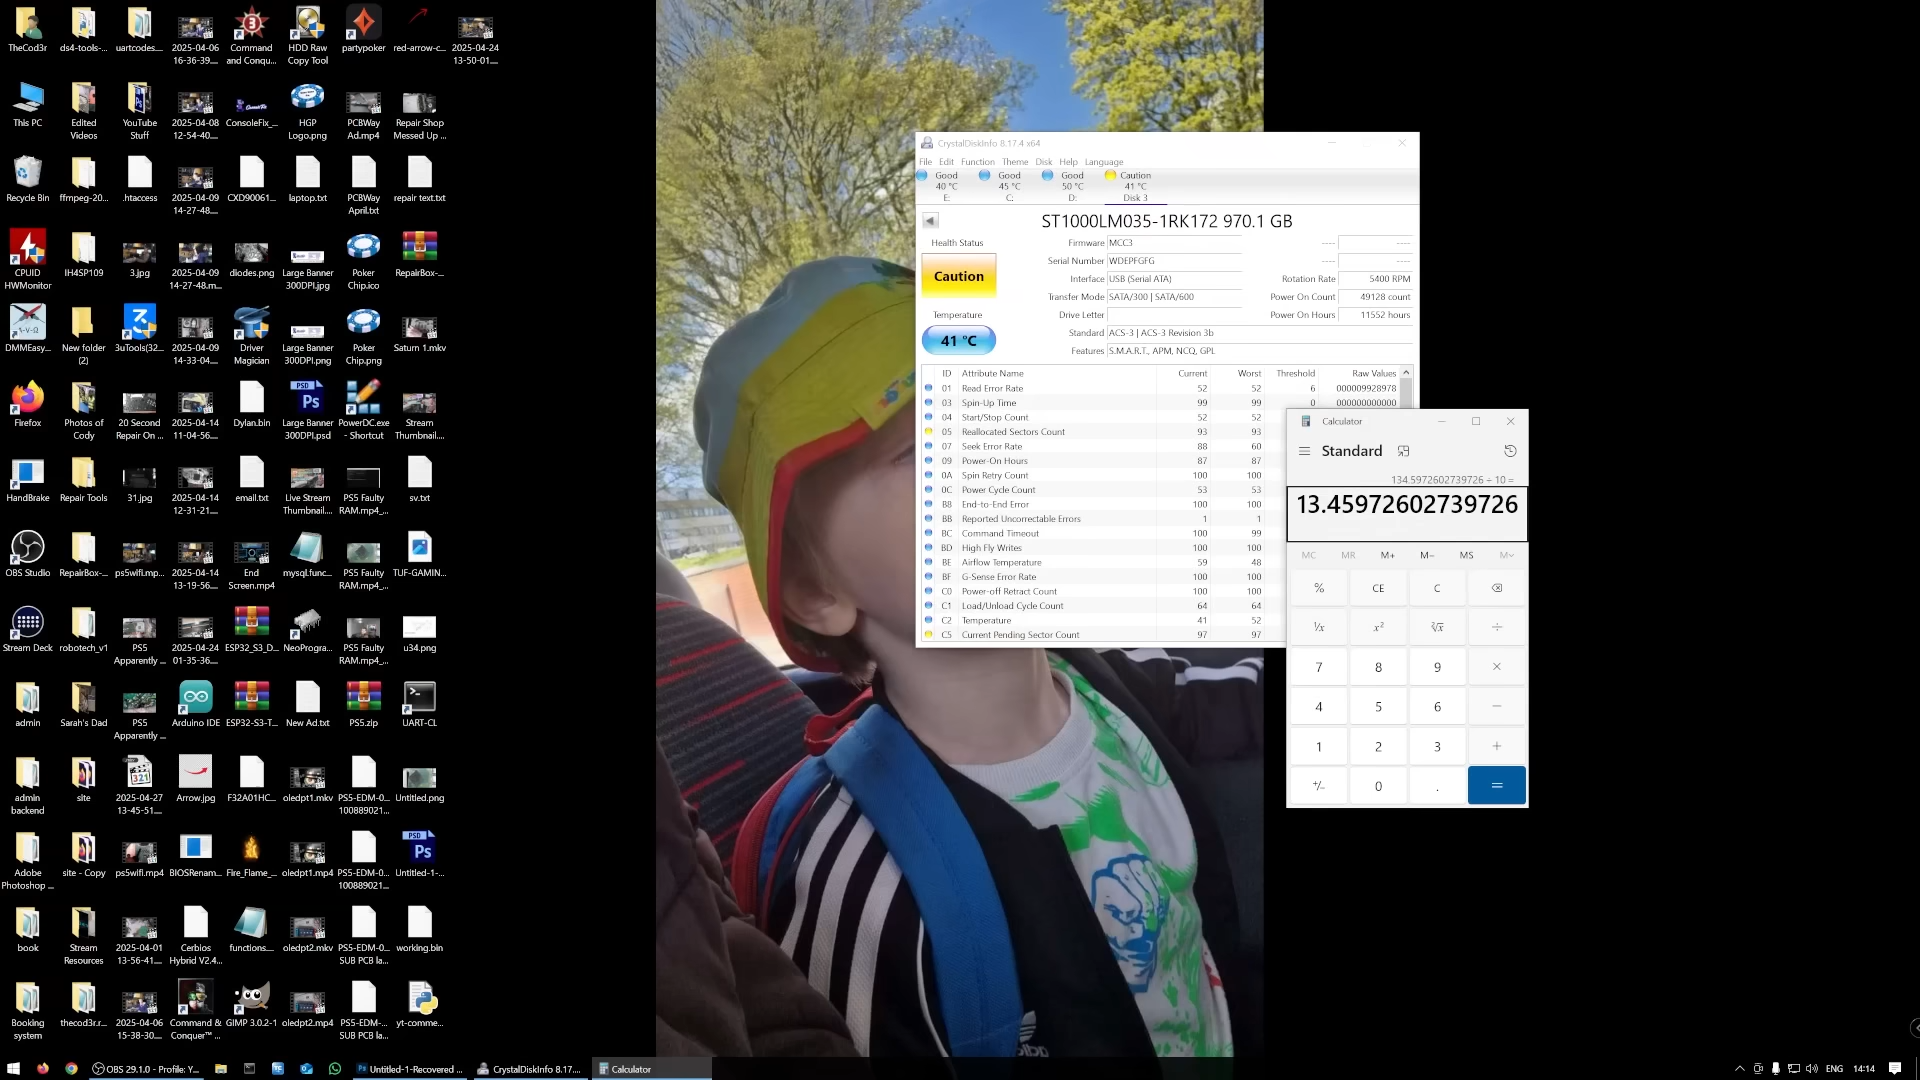 TheCod3r
ds4-tools-...
uartcodes....
2025-04-06
16-36-39....
Command
and Conqu...
HDD Raw
Copy Tool
partypoker
red-arrow-c...
2025-04-24
13-50-01....
This PC
Edited
Videos
YouTube
Stuff
2025-04-08
12-54-40....
ConsoleFix_...
HGP
Logo.png
PCBWay
Ad.mp4
Repair Shop
Messed Up ...
Recycle Bin
ffmpeg-20...
.htaccess
2025-04-09
14-27-48....
CXD90061...
laptop.txt
PCBWay
April.txt
repair text.txt
CPUID
HWMonitor
IH4SP109
3.jpg
2025-04-09
14-27-48.m...
diodes.png
Large Banner
300DPI.jpg
Poker
Chip.ico
RepairBox-...
DMMEasy...
New folder
(2)
3uTools(32...
2025-04-09
14-33-04....
Driver
Magician
Large Banner
300DPI.png
Poker
Chip.png
Saturn 1.mkv
Firefox
Photos of
Cody
20 Second
Repair On ...
2025-04-14
11-04-56....
Dylan.bin
Large Banner
300DPI.psd
PowerDC.exe
- Shortcut
Stream
Thumbnail....
HandBrake
Repair Tools
31.jpg
2025-04-14
12-31-21....
email.txt
Live Stream
Thumbnail....
PS5 Faulty
RAM.mp4_...
sv.txt
OBS Studio
RepairBox-...
ps5wifi.mp...
2025-04-14
13-19-56....
End
Screen.mp4
mysql.func...
PS5 Faulty
RAM.mp4_...
TUF-GAMIN...
Stream Deck
robotech_v1
PS5
Apparently ...
2025-04-24
01-35-36....
ESP32_S3_D...
NeoProgra...
PS5 Faulty
RAM.mp4_...
u34.png
admin
Sarah's Dad
PS5
Apparently ...
Arduino IDE
ESP32-S3-T...
New Ad.txt
PS5.zip
UART-CL
admin
backend
site
2025-04-27
13-45-51....
Arrow.jpg
F32A01HC...
oledpt1.mkv
PS5-EDM-0...
100889021...
Untitled.png
Adobe
Photoshop ...
site - Copy
ps5wifi.mp4
BIOSRenam...
Fire_Flame_...
oledpt1.mp4
PS5-EDM-0...
100889021...
Untitled-1-...
book
Stream
Resources
2025-04-01
13-56-41....
Cerbios
Hybrid V2.4...
functions....
oledpt2.mkv
PS5-EDM-0...
SUB PCB la...
working.bin
Booking
system
thecod3r.r...
2025-04-06
15-38-30....
Command &
Conquer™ ...
GIMP 3.0.2-1
oledpt2.mp4
PS5-EDM-...
SUB PCB la...
yt-comme...
CrystalDiskInfo 8.17.4 x64
File Edit Function Theme Disk Help Language
Good Good Good Caution
40 °C 45 °C 50 °C 41 °C
E: C: D: Disk 3
ST1000LM035-1RK172 970.1 GB
Health Status
Caution
Temperature
41 °C
Firmware MCC3 ---- ----
Serial Number WDEPFGFG ---- ----
Interface USB (Serial ATA) Rotation Rate 5400 RPM
Transfer Mode SATA/300 | SATA/600 Power On Count 49128 count
Drive Letter Power On Hours 11552 hours
Standard ACS-3 | ACS-3 Revision 3b
Features S.M.A.R.T., APM, NCQ, GPL
ID Attribute Name Current Worst Threshold Raw Values
01 Read Error Rate 52 52 6 000009928978
03 Spin-Up Time 99 99 0 000000000000
04 Start/Stop Count 52 52
05 Reallocated Sectors Count 93 93
07 Seek Error Rate 88 60
09 Power-On Hours 87 87
0A Spin Retry Count 100 100
0C Power Cycle Count 53 53
B8 End-to-End Error 100 100
BB Reported Uncorrectable Errors 1 1
BC Command Timeout 100 99
BD High Fly Writes 100 100
BE Airflow Temperature 59 48
BF G-Sense Error Rate 100 100
C0 Power-off Retract Count 100 100
C1 Load/Unload Cycle Count 64 64
C2 Temperature 41 52
C5 Current Pending Sector Count 97 97
Calculator
Standard
134.5972602739726 ÷ 10 =
13.45972602739726
MC MR M+ M− MS M˅
% CE C
¹/x x² ²√x ÷
7 8 9 ×
4 5 6 −
1 2 3 +
+/− 0 . =
OBS 29.1.0 - Profile: Y...
Untitled-1-Recovered ...
CrystalDiskInfo 8.17....
Calculator
ENG
14:14